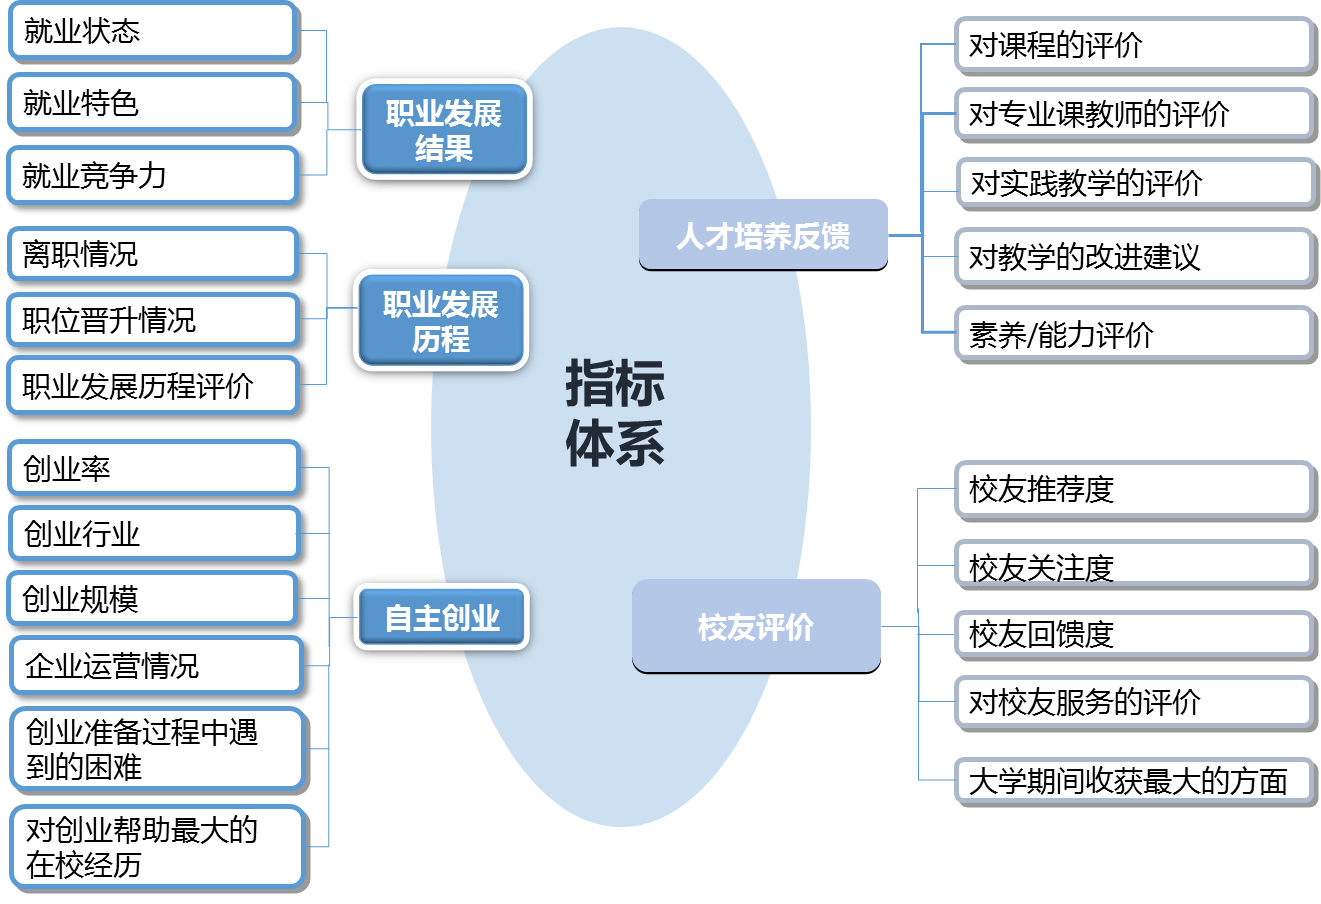 就业状态
就业特色
就业竞争力
职业发展
结果
离职情况
职位晋升情况
职业发展历程评价
职业发展
历程
创业率
创业行业
创业规模
企业运营情况
创业准备过程中遇
到的困难
对创业帮助最大的
在校经历
自主创业
指标
体系
人才培养反馈
对课程的评价
对专业课教师的评价
对实践教学的评价
对教学的改进建议
素养/能力评价
校友评价
校友推荐度
校友关注度
校友回馈度
对校友服务的评价
大学期间收获最大的方面